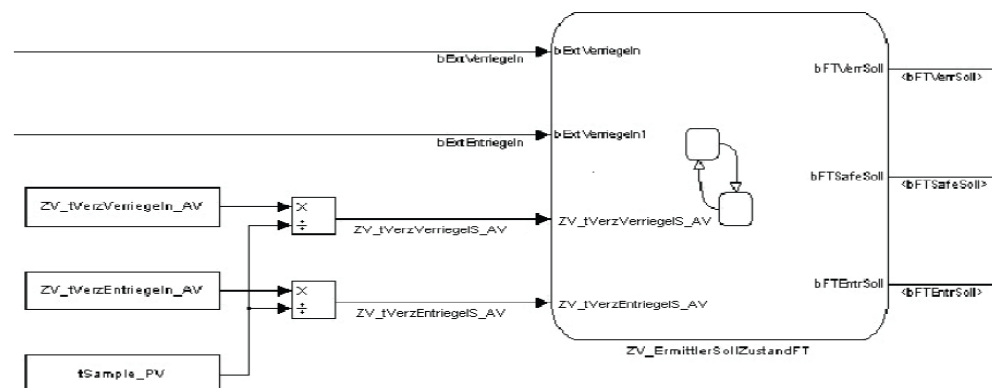 bExtVerriegeln
bExtVerriegeln
bFTVerrSoll
<bFTVerrSoll>
bExtEntriegeln
bExtVerriegeln1
bFTSafeSoll
<bFTSafeSoll>
ZV_tVerzVerriegeln_AV
×
÷
ZV_tVerzVerriegelS_AV
ZV_tVerzVerriegelS_AV
ZV_tVerzEntriegeln_AV
×
÷
ZV_tVerzEntriegelS_AV
ZV_tVerzEntriegelS_AV
bFTEntrSoll
<bFTEntrSoll>
ZV_ErmittlerSollZustandFT
tSample_PV